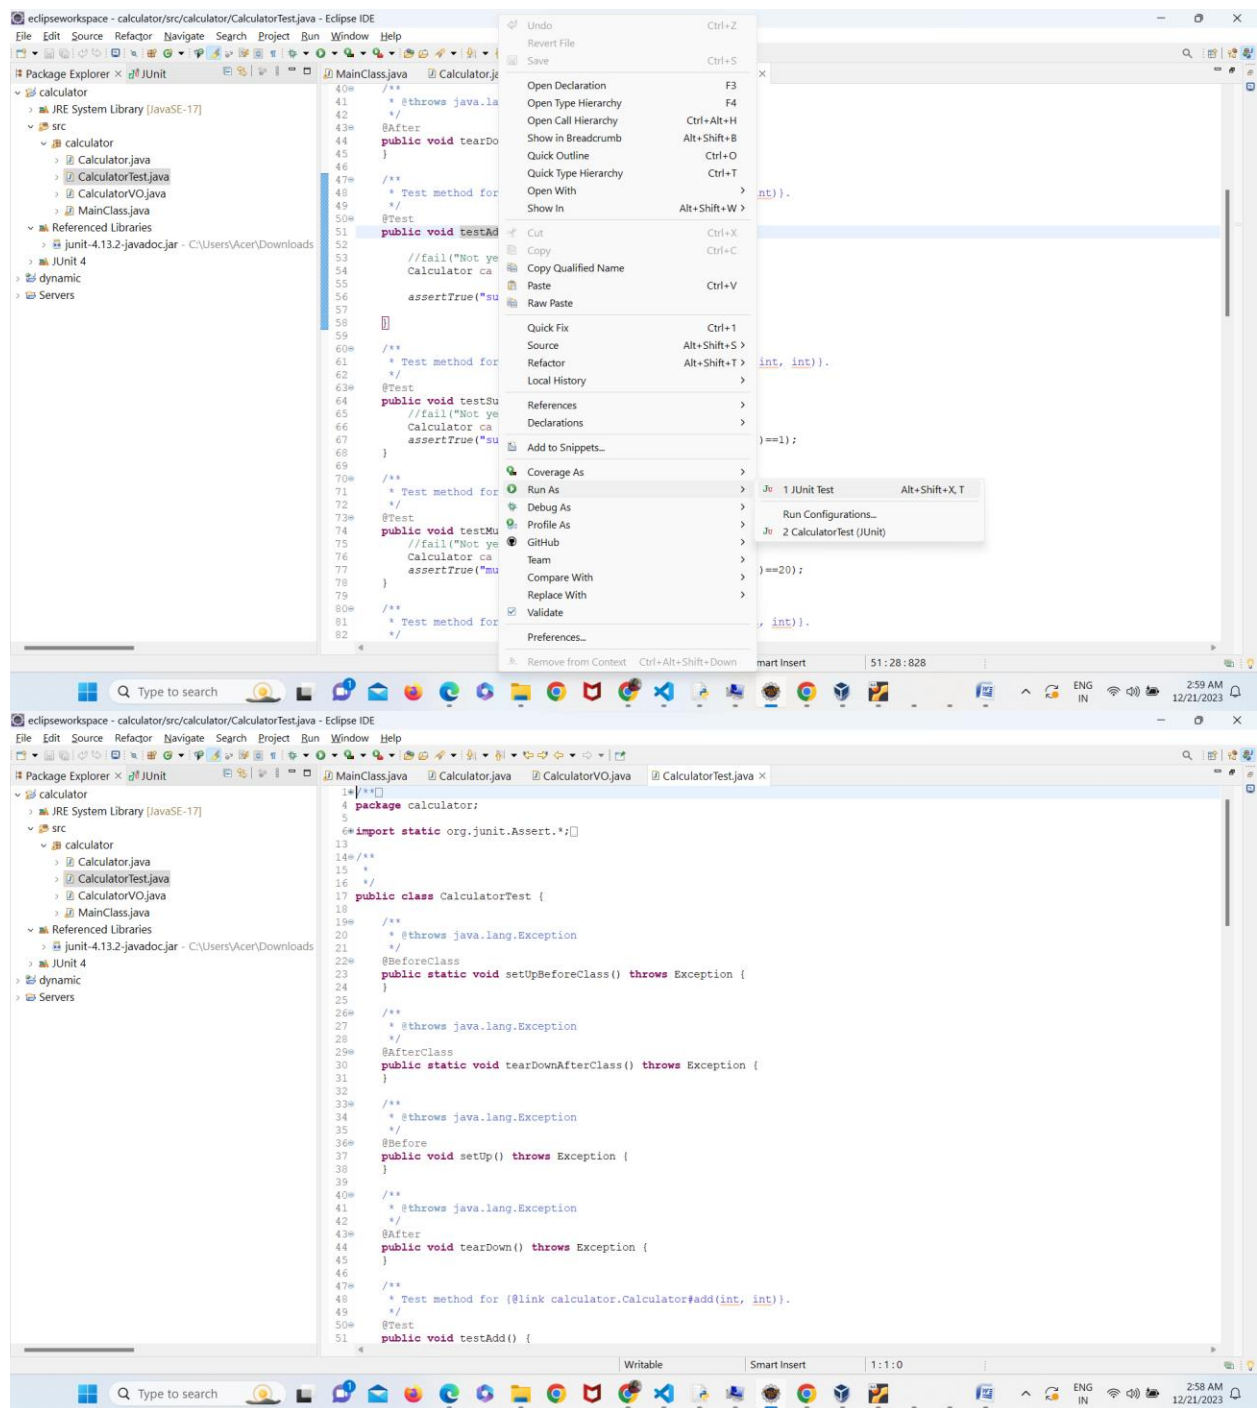 eclipseworkspace - calculator/src/calculator/CalculatorTest.java - Eclipse IDE
File Edit Source Refactor Navigate Search Project Run Window Help
Package Explorer × JUnit
MainClass.java Calculator.ja
calculator
JRE System Library [JavaSE-17]
src
calculator
Calculator.java
CalculatorTest.java
CalculatorVO.java
MainClass.java
Referenced Libraries
junit-4.13.2-javadoc.jar - C:\Users\Acer\Downloads
JUnit 4
dynamic
Servers
40 /**
41 * @throws java.la
42 */
43 @After
44 public void tearDo
45 }
46
47 /**
48 * Test method for nt)}.
49 */
50 @Test
51 public void testAd
52
53 //fail("Not ye
54 Calculator ca
55
56 assertTrue("su
57
58 }
59
60 /**
61 * Test method for int, int)}.
62 */
63 @Test
64 public void testSu
65 //fail("Not ye
66 Calculator ca
67 assertTrue("su )==1);
68 }
69
70 /**
71 * Test method for
72 */
73 @Test
74 public void testMu
75 //fail("Not ye
76 Calculator ca
77 assertTrue("mu )==20);
78 }
79
80 /**
81 * Test method for , int)}.
82 */
Undo Ctrl+Z
Revert File
Save Ctrl+S
Open Declaration F3
Open Type Hierarchy F4
Open Call Hierarchy Ctrl+Alt+H
Show in Breadcrumb Alt+Shift+B
Quick Outline Ctrl+O
Quick Type Hierarchy Ctrl+T
Open With >
Show In Alt+Shift+W >
Cut Ctrl+X
Copy Ctrl+C
Copy Qualified Name
Paste Ctrl+V
Raw Paste
Quick Fix Ctrl+1
Source Alt+Shift+S >
Refactor Alt+Shift+T >
Local History >
References >
Declarations >
Add to Snippets...
Coverage As >
Run As >
Debug As >
Profile As >
GitHub >
Team >
Compare With >
Replace With >
Validate
Preferences...
Remove from Context Ctrl+Alt+Shift+Down
Ju 1 JUnit Test Alt+Shift+X, T
Run Configurations...
Ju 2 CalculatorTest (JUnit)
mart Insert 51 : 28 : 828
Type to search
ENG IN
2:59 AM
12/21/2023
eclipseworkspace - calculator/src/calculator/CalculatorTest.java - Eclipse IDE
File Edit Source Refactor Navigate Search Project Run Window Help
Package Explorer × JUnit
MainClass.java Calculator.java CalculatorVO.java CalculatorTest.java ×
calculator
JRE System Library [JavaSE-17]
src
calculator
Calculator.java
CalculatorTest.java
CalculatorVO.java
MainClass.java
Referenced Libraries
junit-4.13.2-javadoc.jar - C:\Users\Acer\Downloads
JUnit 4
dynamic
Servers
1 /**
4 package calculator;
5
6 import static org.junit.Assert.*;
13
14 /**
15 *
16 */
17 public class CalculatorTest {
18
19 /**
20 * @throws java.lang.Exception
21 */
22 @BeforeClass
23 public static void setUpBeforeClass() throws Exception {
24 }
25
26 /**
27 * @throws java.lang.Exception
28 */
29 @AfterClass
30 public static void tearDownAfterClass() throws Exception {
31 }
32
33 /**
34 * @throws java.lang.Exception
35 */
36 @Before
37 public void setUp() throws Exception {
38 }
39
40 /**
41 * @throws java.lang.Exception
42 */
43 @After
44 public void tearDown() throws Exception {
45 }
46
47 /**
48 * Test method for {@link calculator.Calculator#add(int, int)}.
49 */
50 @Test
51 public void testAdd() {
Writable Smart Insert 1 : 1 : 0
Type to search
ENG IN
2:58 AM
12/21/2023